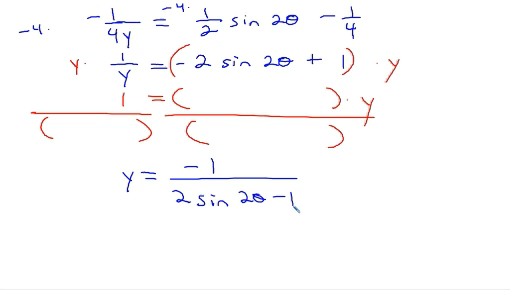 -4· -1/4y = -4· 1/2 sin 2θ - 1/4
y· 1/y = (-2 sin 2θ + 1) · y
1 = ( ) · y
( ) ( )
y = -1/(2 sin 2θ - 1)